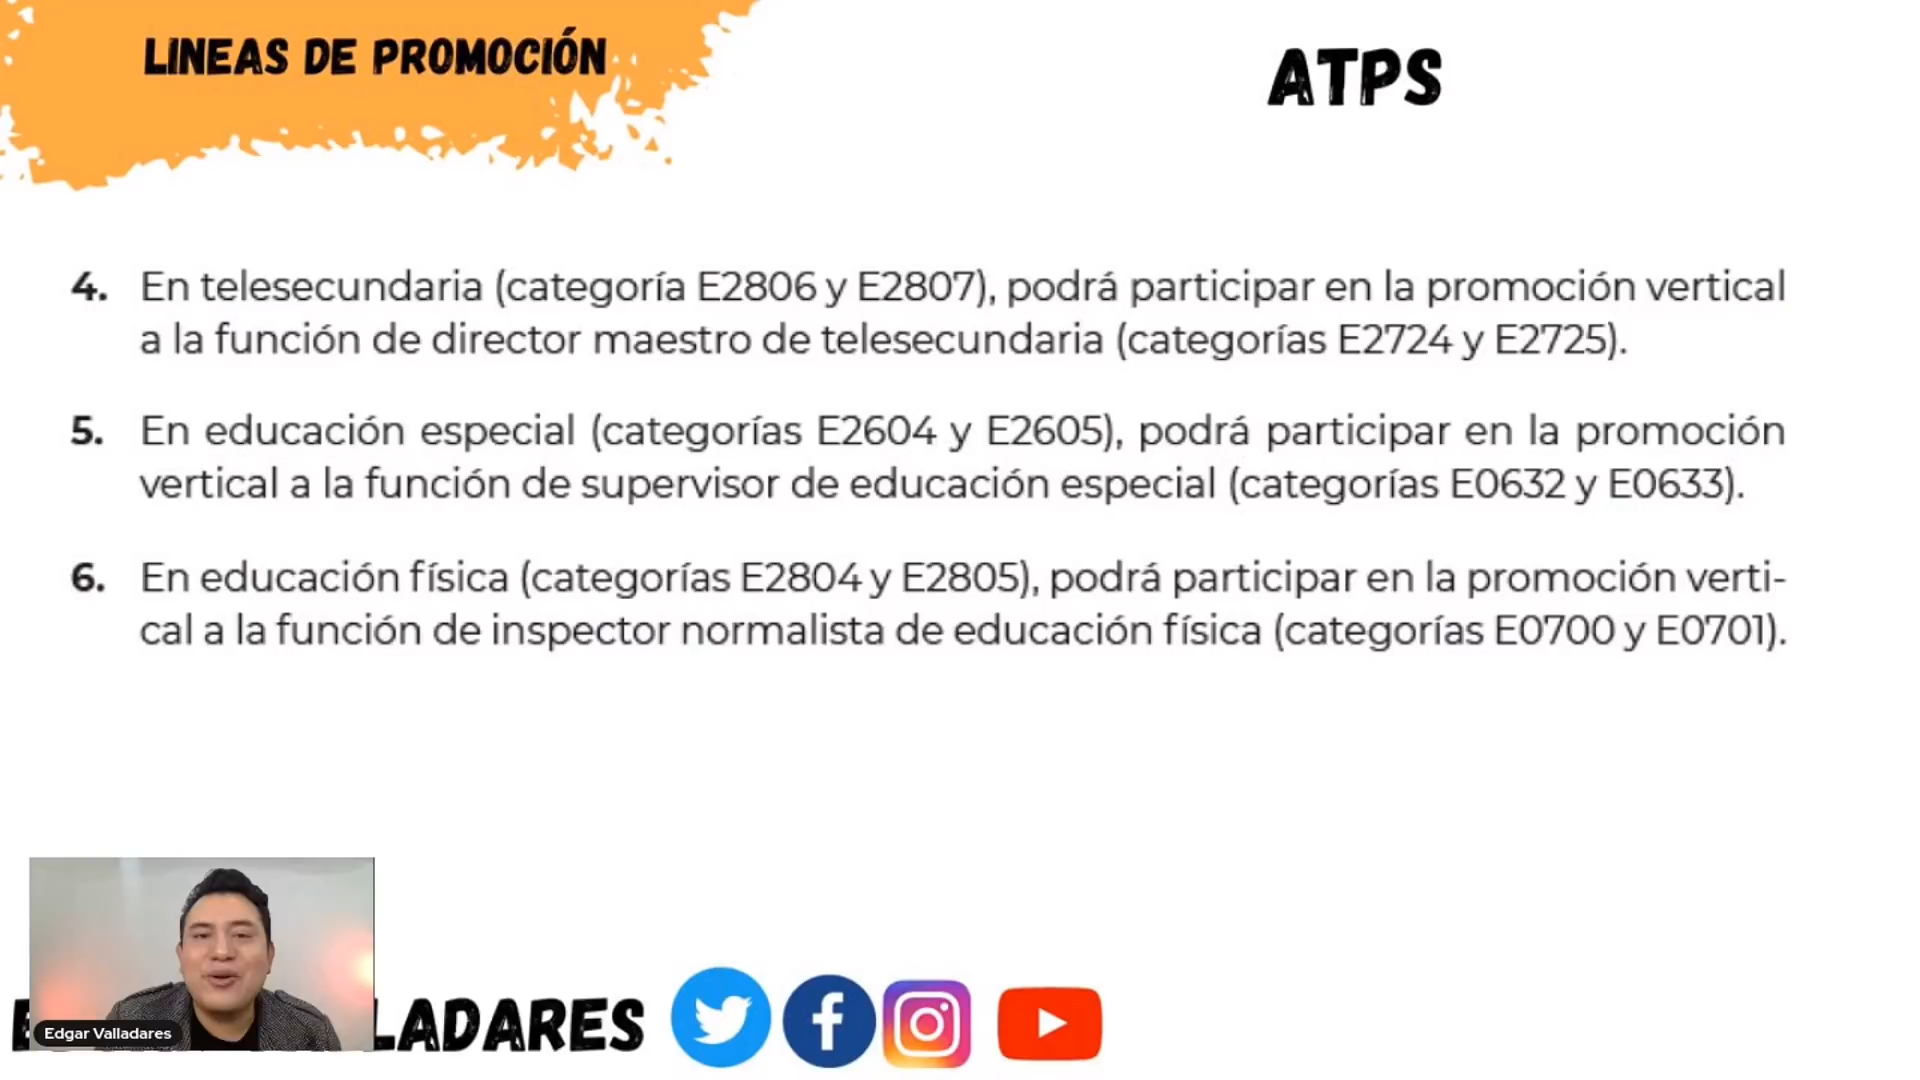 LINEAS DE PROMOCIÓN
ATPS
4. En telesecundaria (categoría E2806 y E2807), podrá participar en la promoción vertical
a la función de director maestro de telesecundaria (categorías E2724 y E2725).
5. En educación especial (categorías E2604 y E2605), podrá participar en la promoción
vertical a la función de supervisor de educación especial (categorías E0632 y E0633).
6. En educación física (categorías E2804 y E2805), podrá participar en la promoción verti-
cal a la función de inspector normalista de educación física (categorías E0700 y E0701).
Edgar Valladares
LADARES